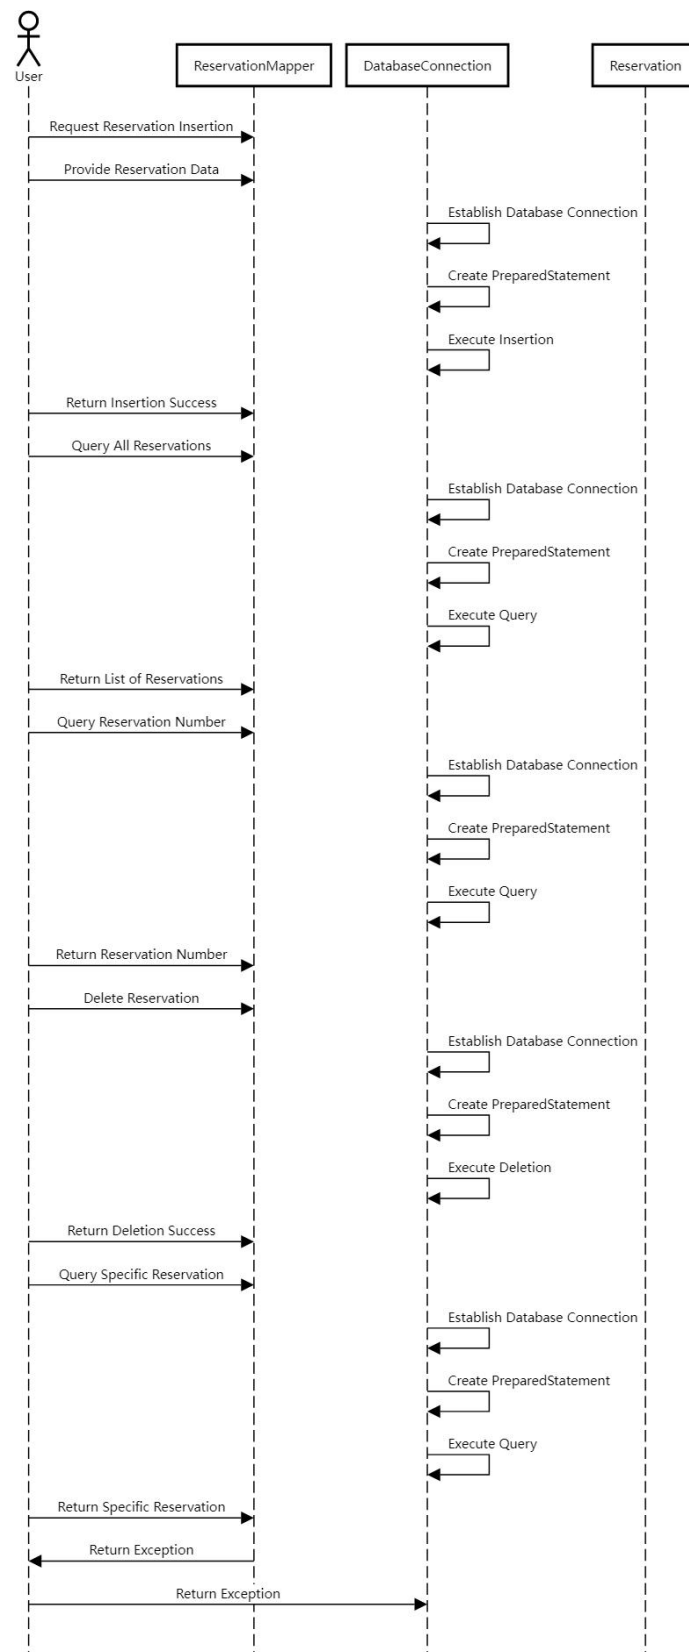 User
ReservationMapper
DatabaseConnection
Reservation
Request Reservation Insertion
Provide Reservation Data
Establish Database Connection
Create PreparedStatement
Execute Insertion
Return Insertion Success
Query All Reservations
Establish Database Connection
Create PreparedStatement
Execute Query
Return List of Reservations
Query Reservation Number
Establish Database Connection
Create PreparedStatement
Execute Query
Return Reservation Number
Delete Reservation
Establish Database Connection
Create PreparedStatement
Execute Deletion
Return Deletion Success
Query Specific Reservation
Establish Database Connection
Create PreparedStatement
Execute Query
Return Specific Reservation
Return Exception
Return Exception